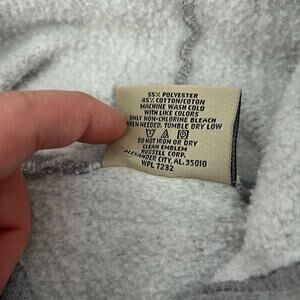 55% POLYESTER
45% COTTON/COTTON
MACHINE WASH COLD
WITH LIKE COLORS
ONLY NON-CHLORINE BLEACH
WHEN NEEDED, TUMBLE DRY LOW
DO NOT IRON OR DRY
CLEAN EMBLEM
RUSSELL CORP.
ALEXANDER CITY, AL. 35010
WPL 7232